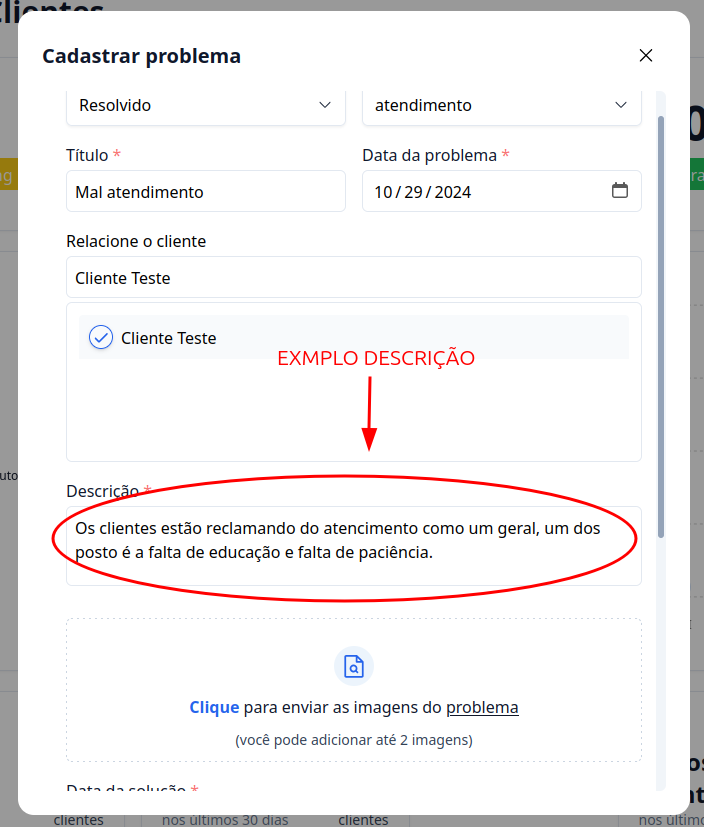 Clientes
Cadastrar problema
Resolvido
atendimento
Título *
Data da problema *
Mal atendimento
10/29/2024
Relacione o cliente
Cliente Teste
Cliente Teste
EXMPLO DESCRIÇÃO
Descrição *
Os clientes estão reclamando do atencimento como um geral, um dos
posto é a falta de educação e falta de paciência.
Clique para enviar as imagens do problema
(você pode adicionar até 2 imagens)
Data da solução *
clientes
nos últimos 30 dias
clientes